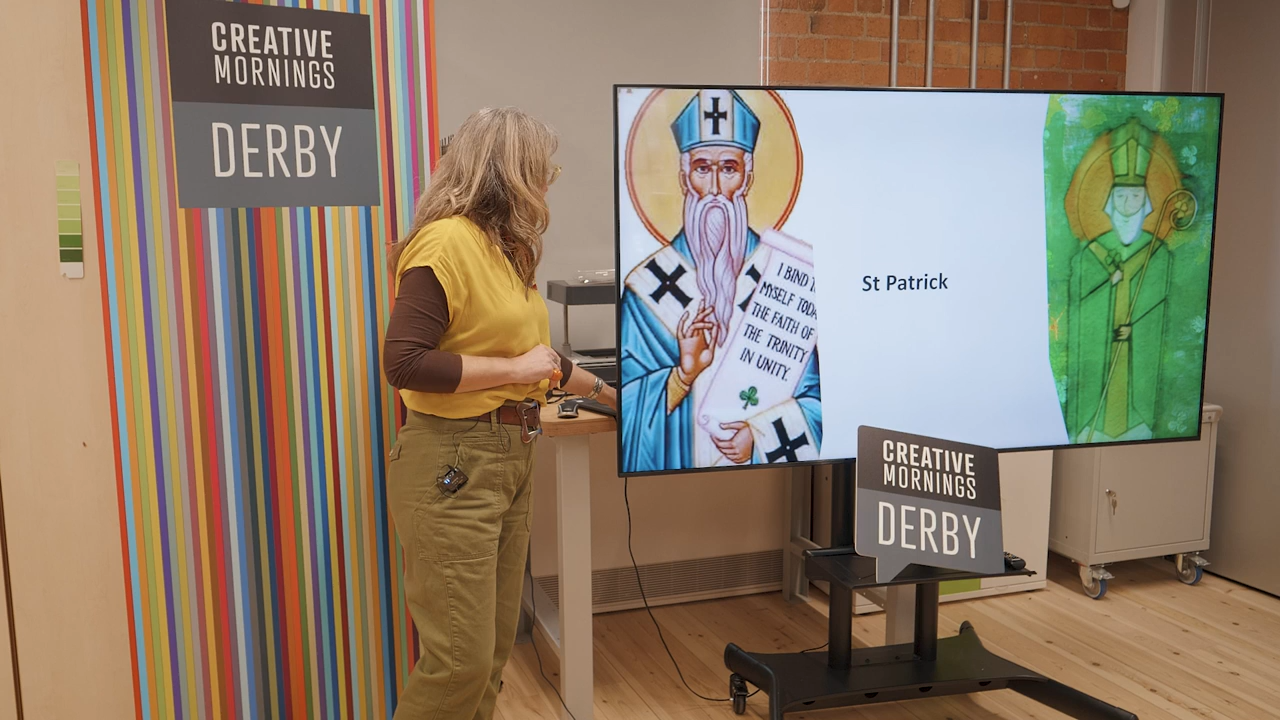 CREATIVE
MORNINGS
DERBY
I BIND
MYSELF TODA
THE FAITH OF
THE TRINITY
IN UNITY.
St Patrick
CREATIVE
MORNINGS
DERBY